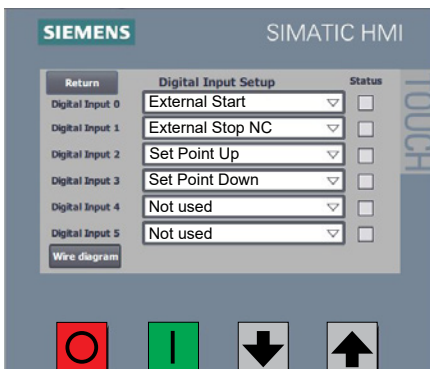 SIEMENS SIMATIC HMI
TOUCH
Return Digital Input Setup Status
Digital Input 0 External Start
Digital Input 1 External Stop NC
Digital Input 2 Set Point Up
Digital Input 3 Set Point Down
Digital Input 4 Not used
Digital Input 5 Not used
Wire diagram